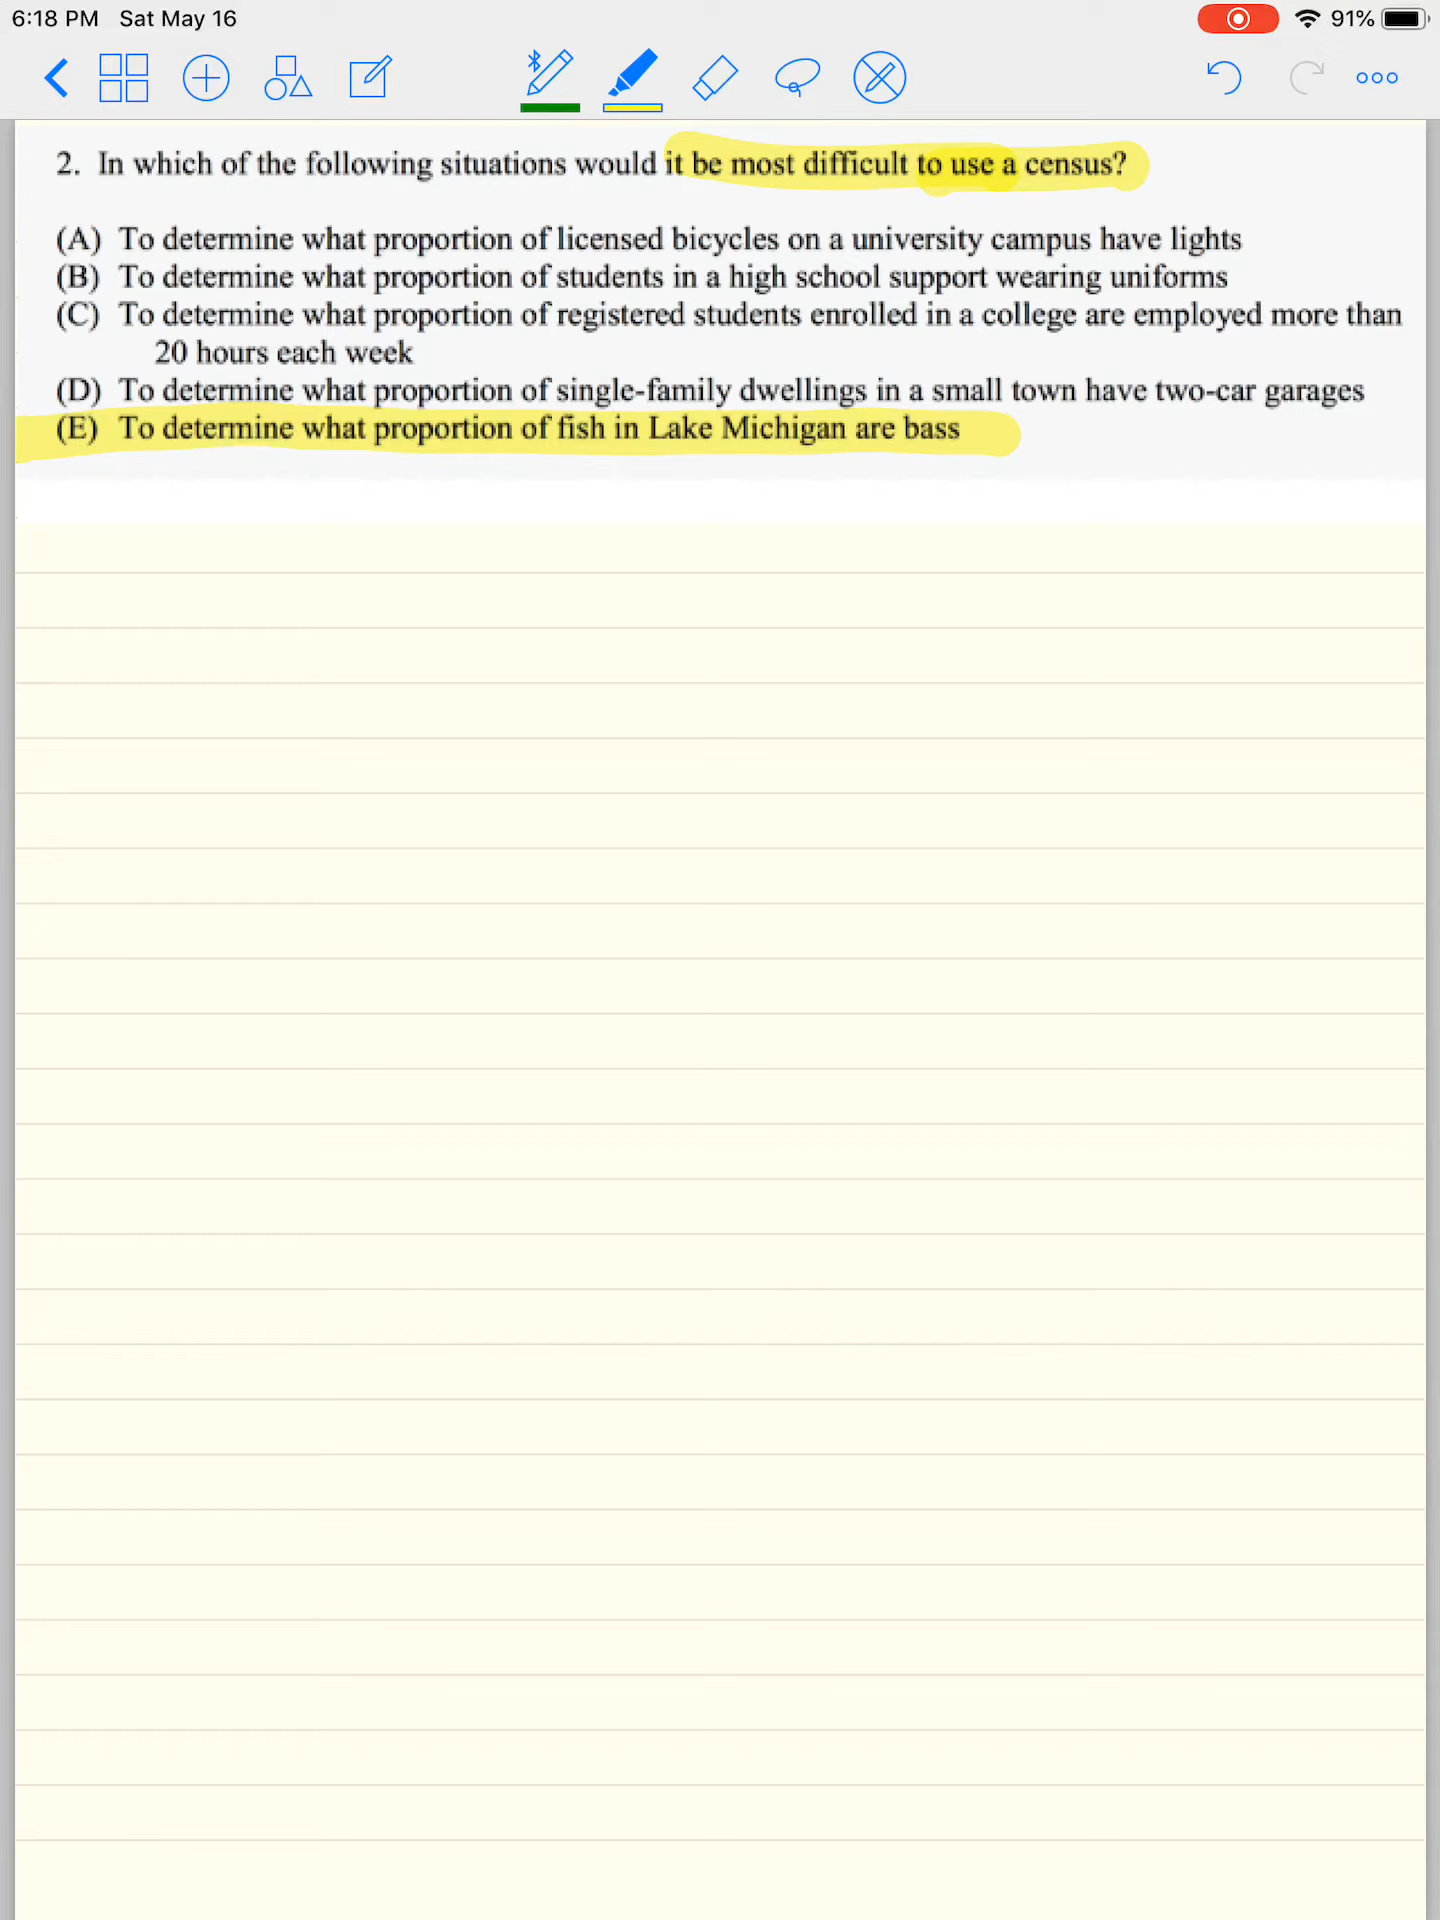 6:18 PM Sat May 16 91%
2. In which of the following situations would it be most difficult to use a census?
(A) To determine what proportion of licensed bicycles on a university campus have lights
(B) To determine what proportion of students in a high school support wearing uniforms
(C) To determine what proportion of registered students enrolled in a college are employed more than
20 hours each week
(D) To determine what proportion of single-family dwellings in a small town have two-car garages
(E) To determine what proportion of fish in Lake Michigan are bass